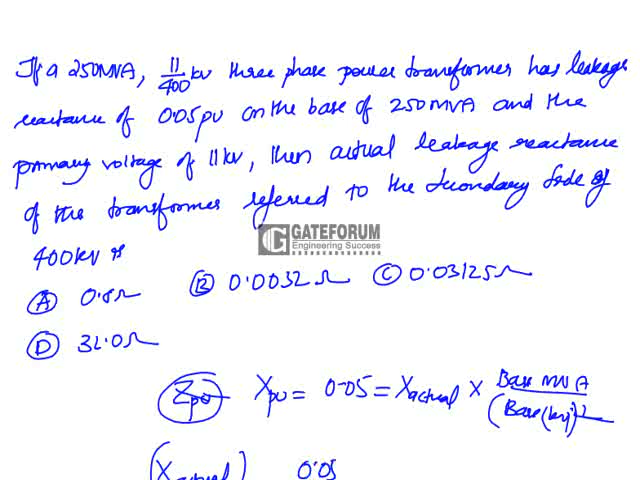 If a 250MVA, 11/400 kv three phase power transformer has leakage
reactance of 0.05pu on the base of 250MVA and the
primary voltage of 11kv, then actual leakage reactance
of the transformer referred to the secondary side of
400kv is
GATEFORUM
Engineering Success
(A) 0.8Ω (B) 0.0032Ω (C) 0.03125Ω
(D) 32.0Ω
Zpu Xpu = 0.05 = Xactual × Base MVA/(Base(kv))²
(Xactual) 0.05